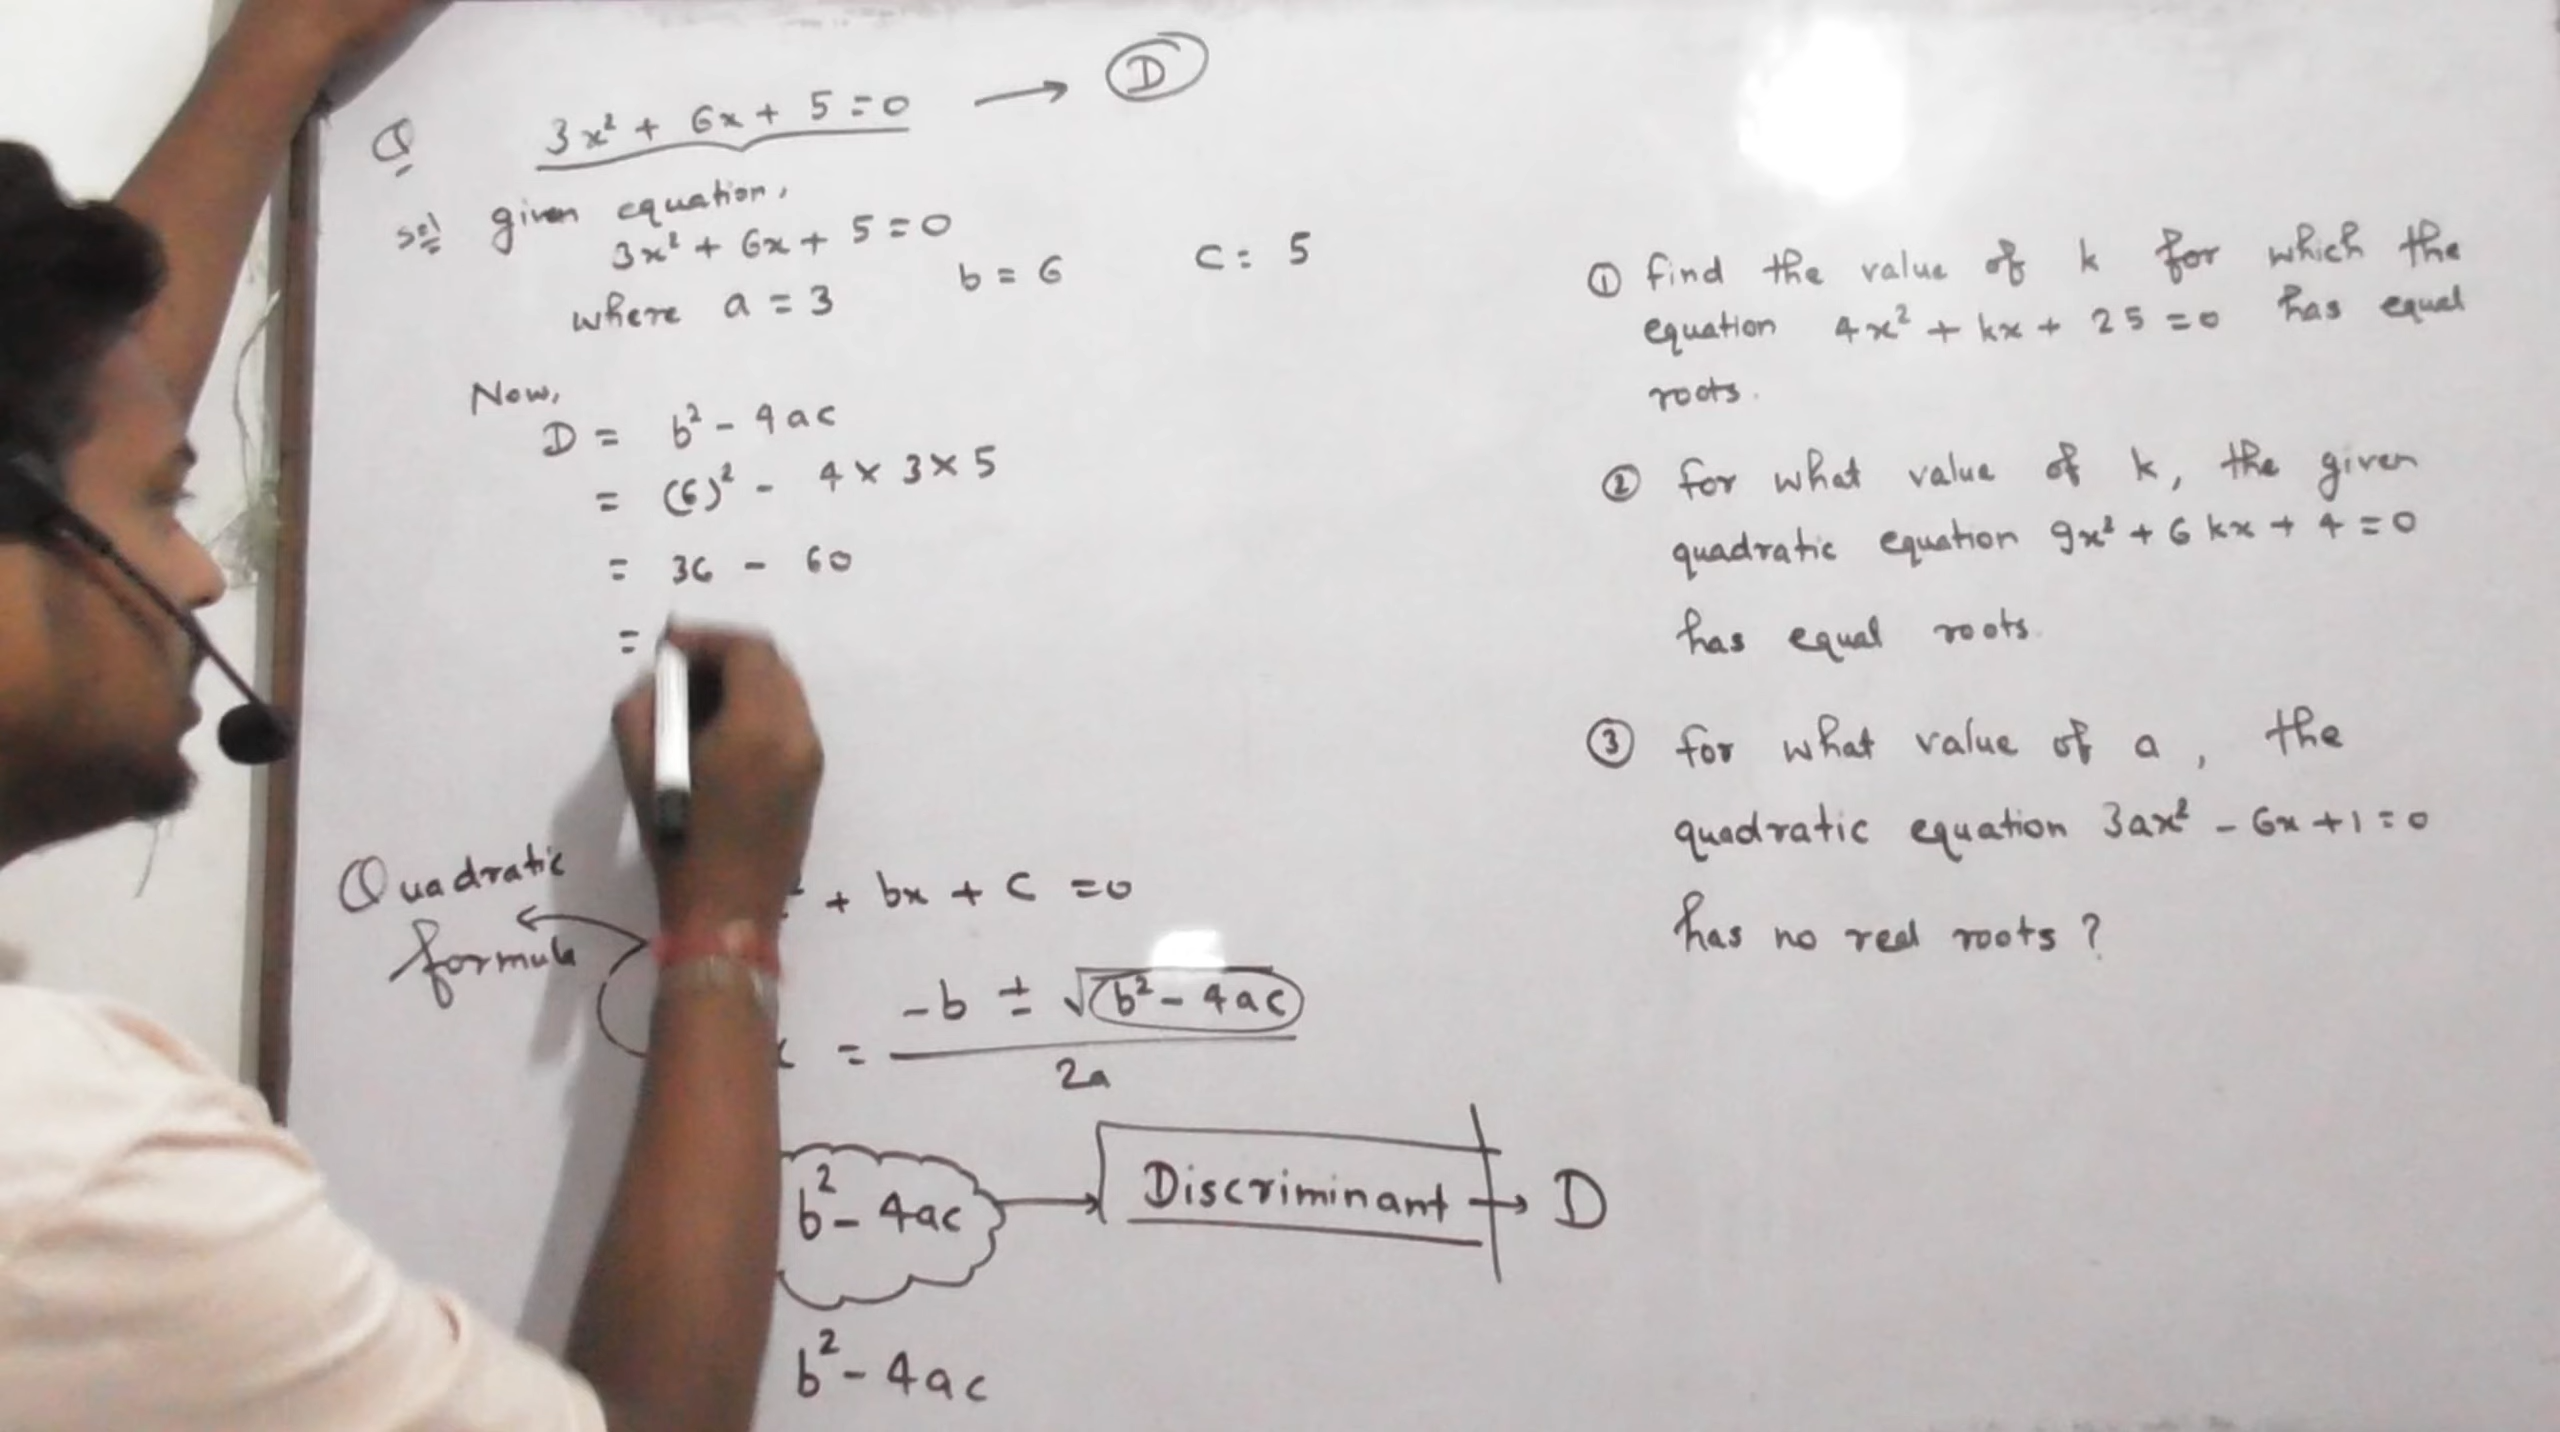 Q 3x² + 6x + 5 = 0 → D
Sol given equation,
3x² + 6x + 5 = 0
where a = 3 b = 6 c = 5
Now,
D = b² - 4ac
= (6)² - 4 × 3 × 5
= 36 - 60
=
Quadratic
formula
+ bx + c = 0
= -b ± √b² - 4ac
2a
b² - 4ac → Discriminant → D
b² - 4ac
① find the value of k for which the
equation 4x² + kx + 25 = 0 has equal
roots.
② for what value of k, the given
quadratic equation 9x² + 6kx + 4 = 0
has equal roots.
③ for what value of a, the
quadratic equation 3ax² - 6x + 1 = 0
has no real roots?